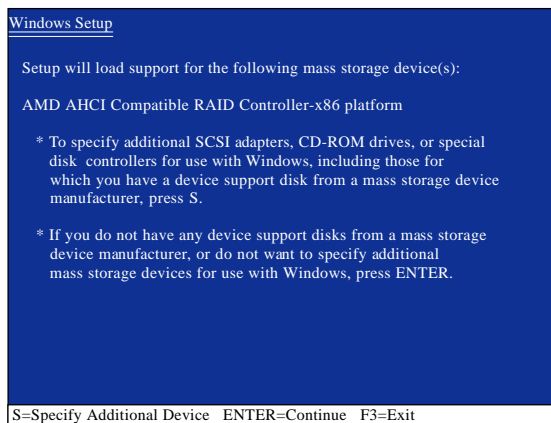 Windows Setup
Setup will load support for the following mass storage device(s):
AMD AHCI Compatible RAID Controller-x86 platform
* To specify additional SCSI adapters, CD-ROM drives, or special
disk controllers for use with Windows, including those for
which you have a device support disk from a mass storage device
manufacturer, press S.
* If you do not have any device support disks from a mass storage
device manufacturer, or do not want to specify additional
mass storage devices for use with Windows, press ENTER.
S=Specify Additional Device ENTER=Continue F3=Exit